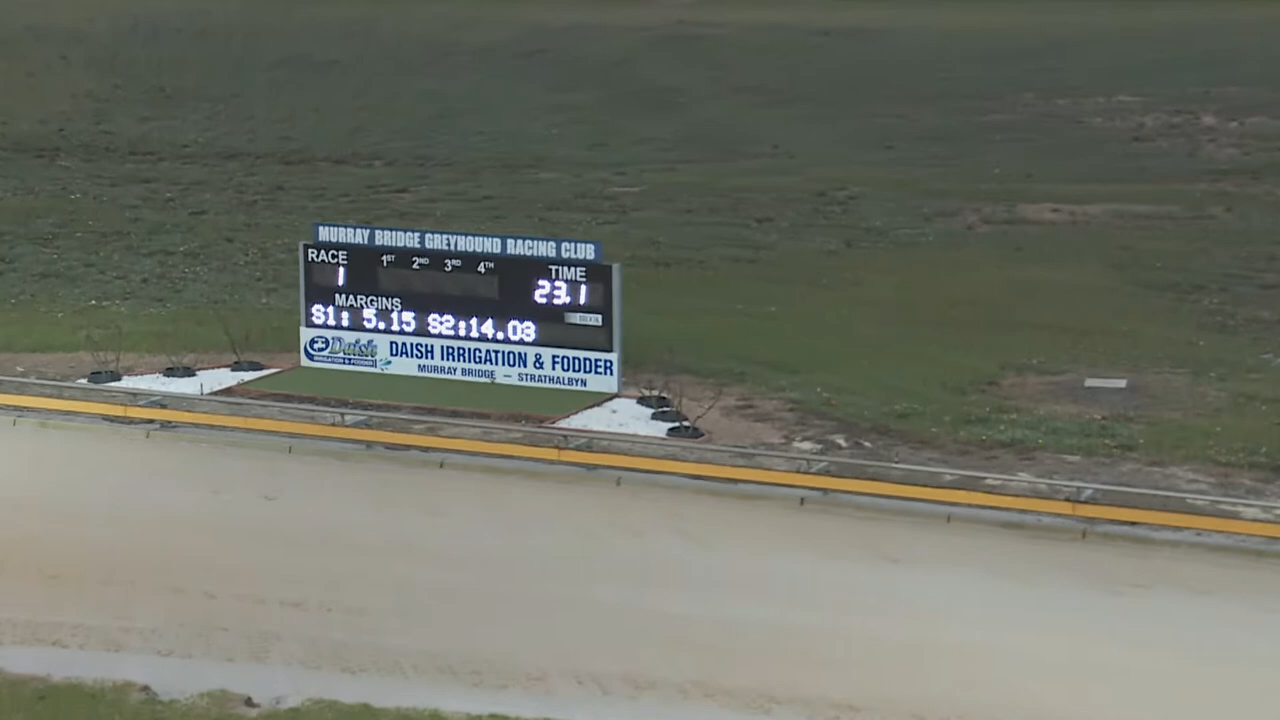 MURRAY BRIDGE GREYHOUND RACING CLUB
RACE 1ST 2ND 3RD 4TH TIME
1 23.1
MARGINS
S1: 5.15 S2:14.03
Daish DAISH IRRIGATION & FODDER
IRRIGATION & FODDER MURRAY BRIDGE – STRATHALBYN